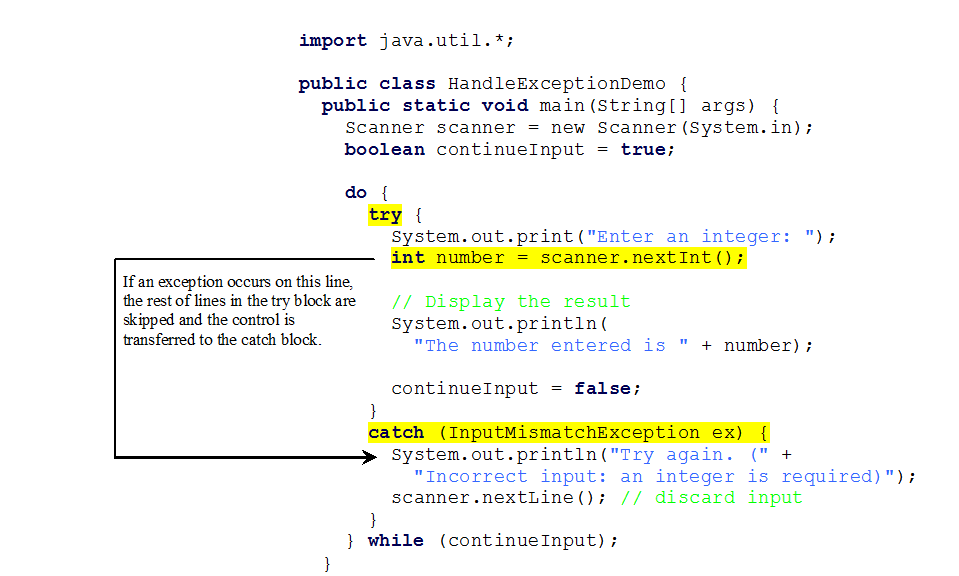 import java.util.*;
public class HandleExceptionDemo {
public static void main(String[] args) {
Scanner scanner = new Scanner(System.in);
boolean continueInput = true;
do {
try {
System.out.print("Enter an integer: ");
int number = scanner.nextInt();
If an exception occurs on this line,
the rest of lines in the try block are
skipped and the control is
transferred to the catch block.
// Display the result
System.out.println(
"The number entered is " + number);
continueInput = false;
}
catch (InputMismatchException ex) {
System.out.println("Try again. (" +
"Incorrect input: an integer is required)");
scanner.nextLine(); // discard input
}
} while (continueInput);
}